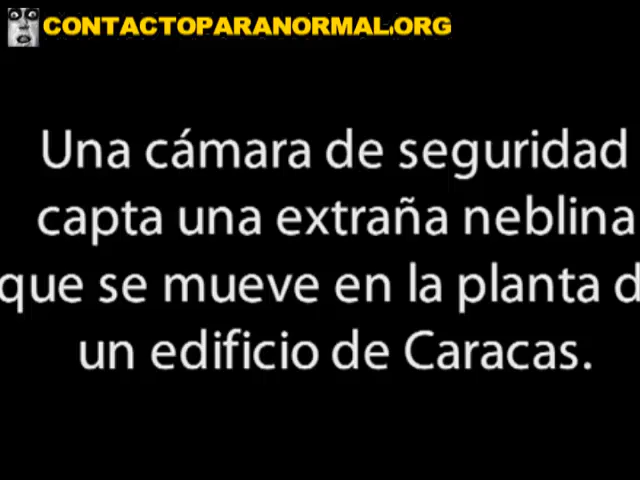 CONTACTOPARANORMAL.ORG
Una cámara de seguridad
capta una extraña neblina
que se mueve en la planta d
un edificio de Caracas.